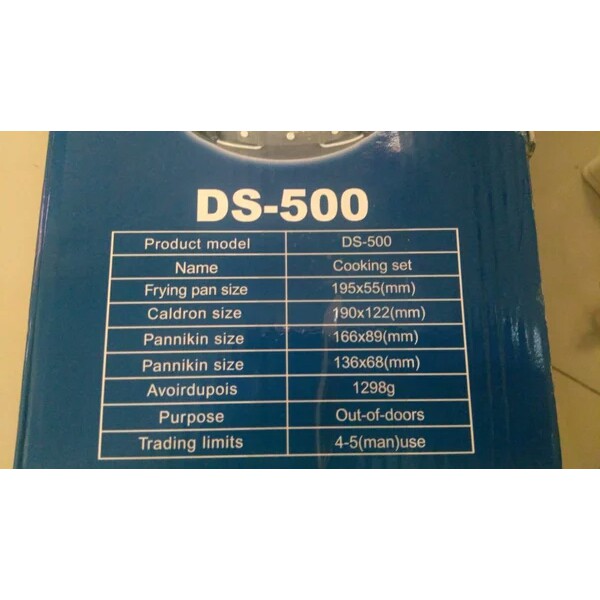 DS-500
Product model DS-500
Name Cooking set
Frying pan size 195x55(mm)
Caldron size 190x122(mm)
Pannikin size 166x89(mm)
Pannikin size 136x68(mm)
Avoirdupois 1298g
Purpose Out-of-doors
Trading limits 4-5(man)use